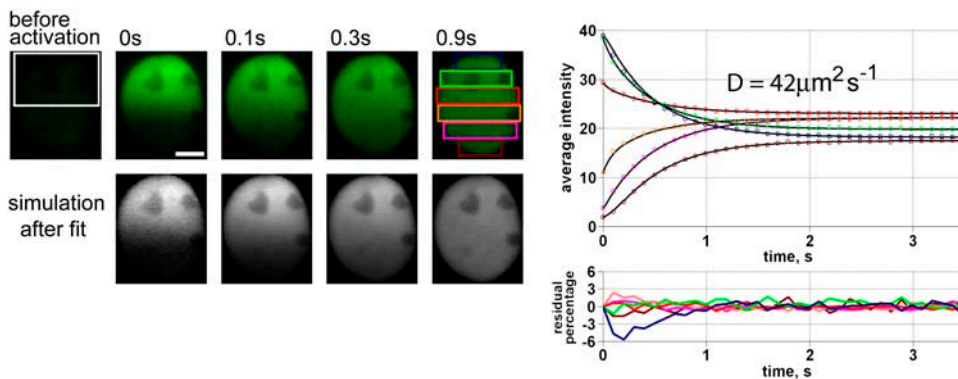 before
activation
0s
0.1s
0.3s
0.9s
simulation
after fit
40
30
20
10
0
average intensity
D = 42μm²s⁻¹
0
1
2
3
time, s
6
3
0
-3
-6
residual
percentage
0
1
2
3
time, s